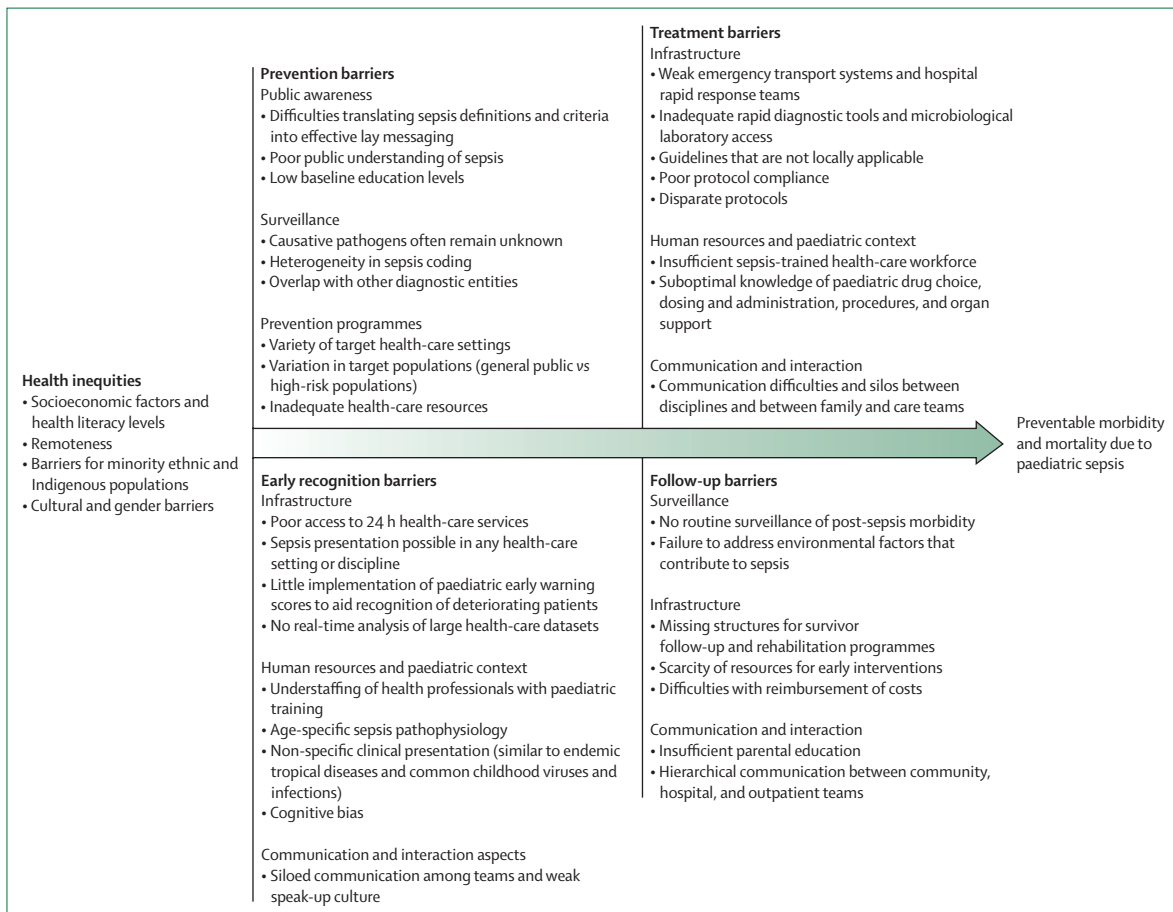 Health inequities
• Socioeconomic factors and
health literacy levels
• Remoteness
• Barriers for minority ethnic and
Indigenous populations
• Cultural and gender barriers
Prevention barriers
Public awareness
• Difficulties translating sepsis definitions and criteria
into effective lay messaging
• Poor public understanding of sepsis
• Low baseline education levels
Surveillance
• Causative pathogens often remain unknown
• Heterogeneity in sepsis coding
• Overlap with other diagnostic entities
Prevention programmes
• Variety of target health-care settings
• Variation in target populations (general public vs
high-risk populations)
• Inadequate health-care resources
Early recognition barriers
Infrastructure
• Poor access to 24 h health-care services
• Sepsis presentation possible in any health-care
setting or discipline
• Little implementation of paediatric early warning
scores to aid recognition of deteriorating patients
• No real-time analysis of large health-care datasets
Human resources and paediatric context
• Understaffing of health professionals with paediatric
training
• Age-specific sepsis pathophysiology
• Non-specific clinical presentation (similar to endemic
tropical diseases and common childhood viruses and
infections)
• Cognitive bias
Communication and interaction aspects
• Siloed communication among teams and weak
speak-up culture
Treatment barriers
Infrastructure
• Weak emergency transport systems and hospital
rapid response teams
• Inadequate rapid diagnostic tools and microbiological
laboratory access
• Guidelines that are not locally applicable
• Poor protocol compliance
• Disparate protocols
Human resources and paediatric context
• Insufficient sepsis-trained health-care workforce
• Suboptimal knowledge of paediatric drug choice,
dosing and administration, procedures, and organ
support
Communication and interaction
• Communication difficulties and silos between
disciplines and between family and care teams
Follow-up barriers
Surveillance
• No routine surveillance of post-sepsis morbidity
• Failure to address environmental factors that
contribute to sepsis
Infrastructure
• Missing structures for survivor
follow-up and rehabilitation programmes
• Scarcity of resources for early interventions
• Difficulties with reimbursement of costs
Communication and interaction
• Insufficient parental education
• Hierarchical communication between community,
hospital, and outpatient teams
Preventable morbidity
and mortality due to
paediatric sepsis